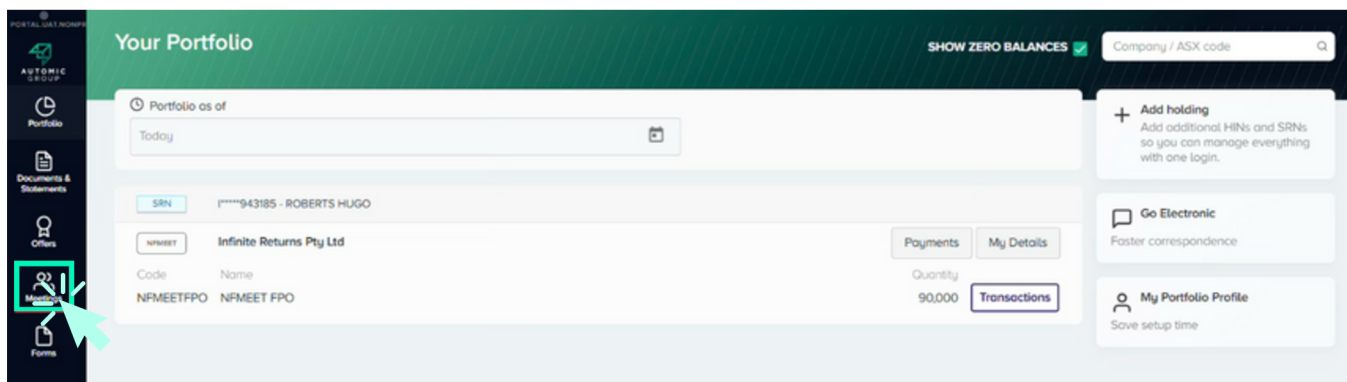 PORTAL.UAT.NONPR
AUTOMIC
GROUP
Portfolio
Documents &
Statements
Offers
Meetings
Forms
Your Portfolio
SHOW ZERO BALANCES
Company / ASX code
Portfolio as of
Today
SRN I*****943185 - ROBERTS HUGO
NFMEET Infinite Returns Pty Ltd Payments My Details
Code Name Quantity
NFMEETFPO NFMEET FPO 90,000 Transactions
Add holding
Add additional HINs and SRNs
so you can manage everything
with one login.
Go Electronic
Faster correspondence
My Portfolio Profile
Save setup time